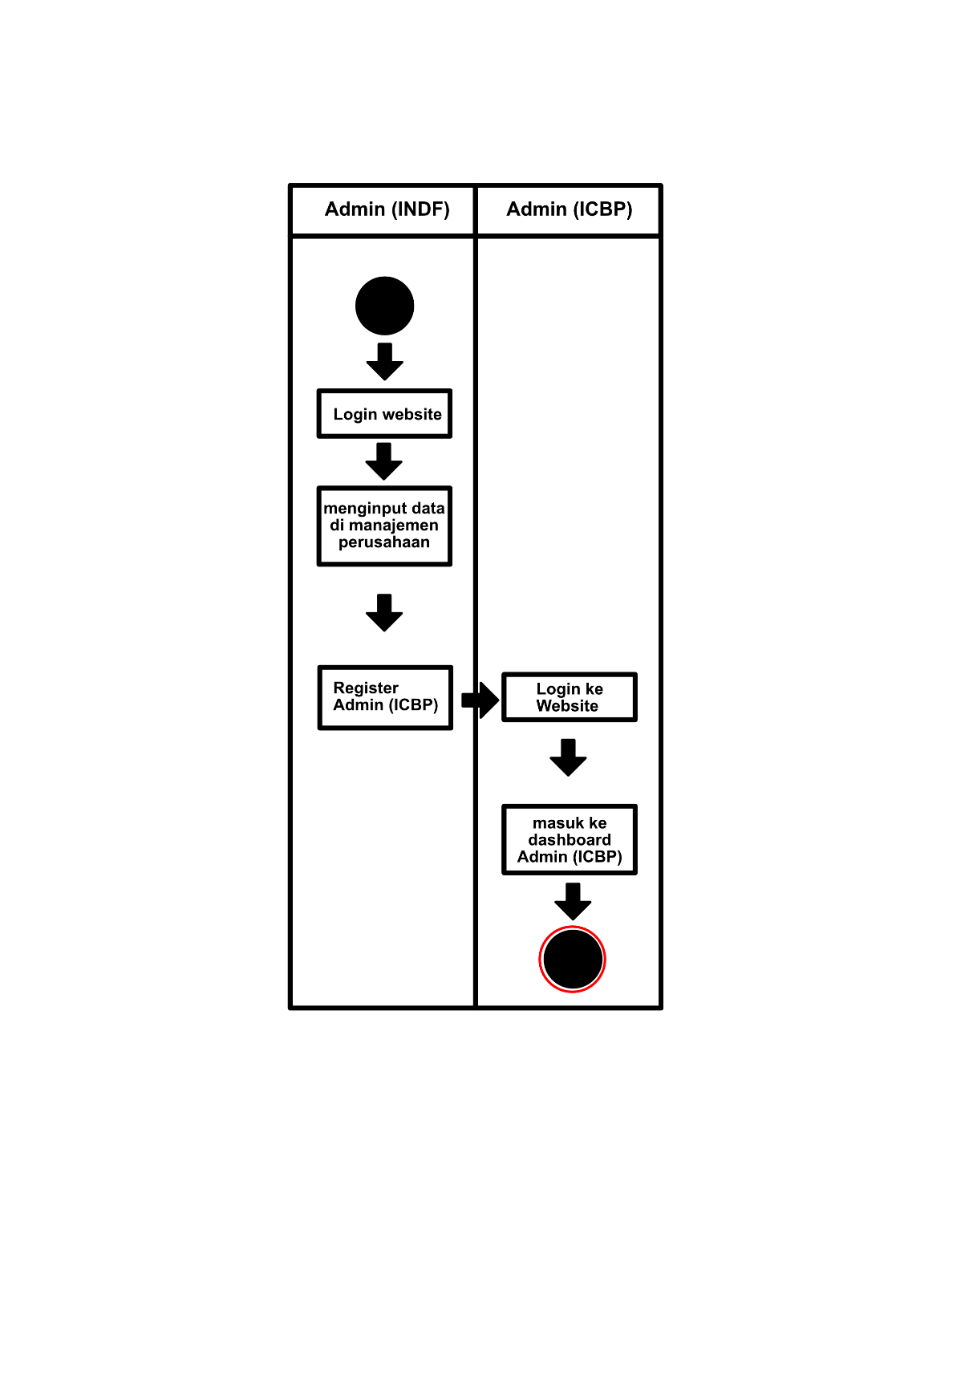 Admin (INDF)
Admin (ICBP)
Login website
menginput data
di manajemen
perusahaan
Register
Admin (ICBP)
Login ke
Website
masuk ke
dashboard
Admin (ICBP)